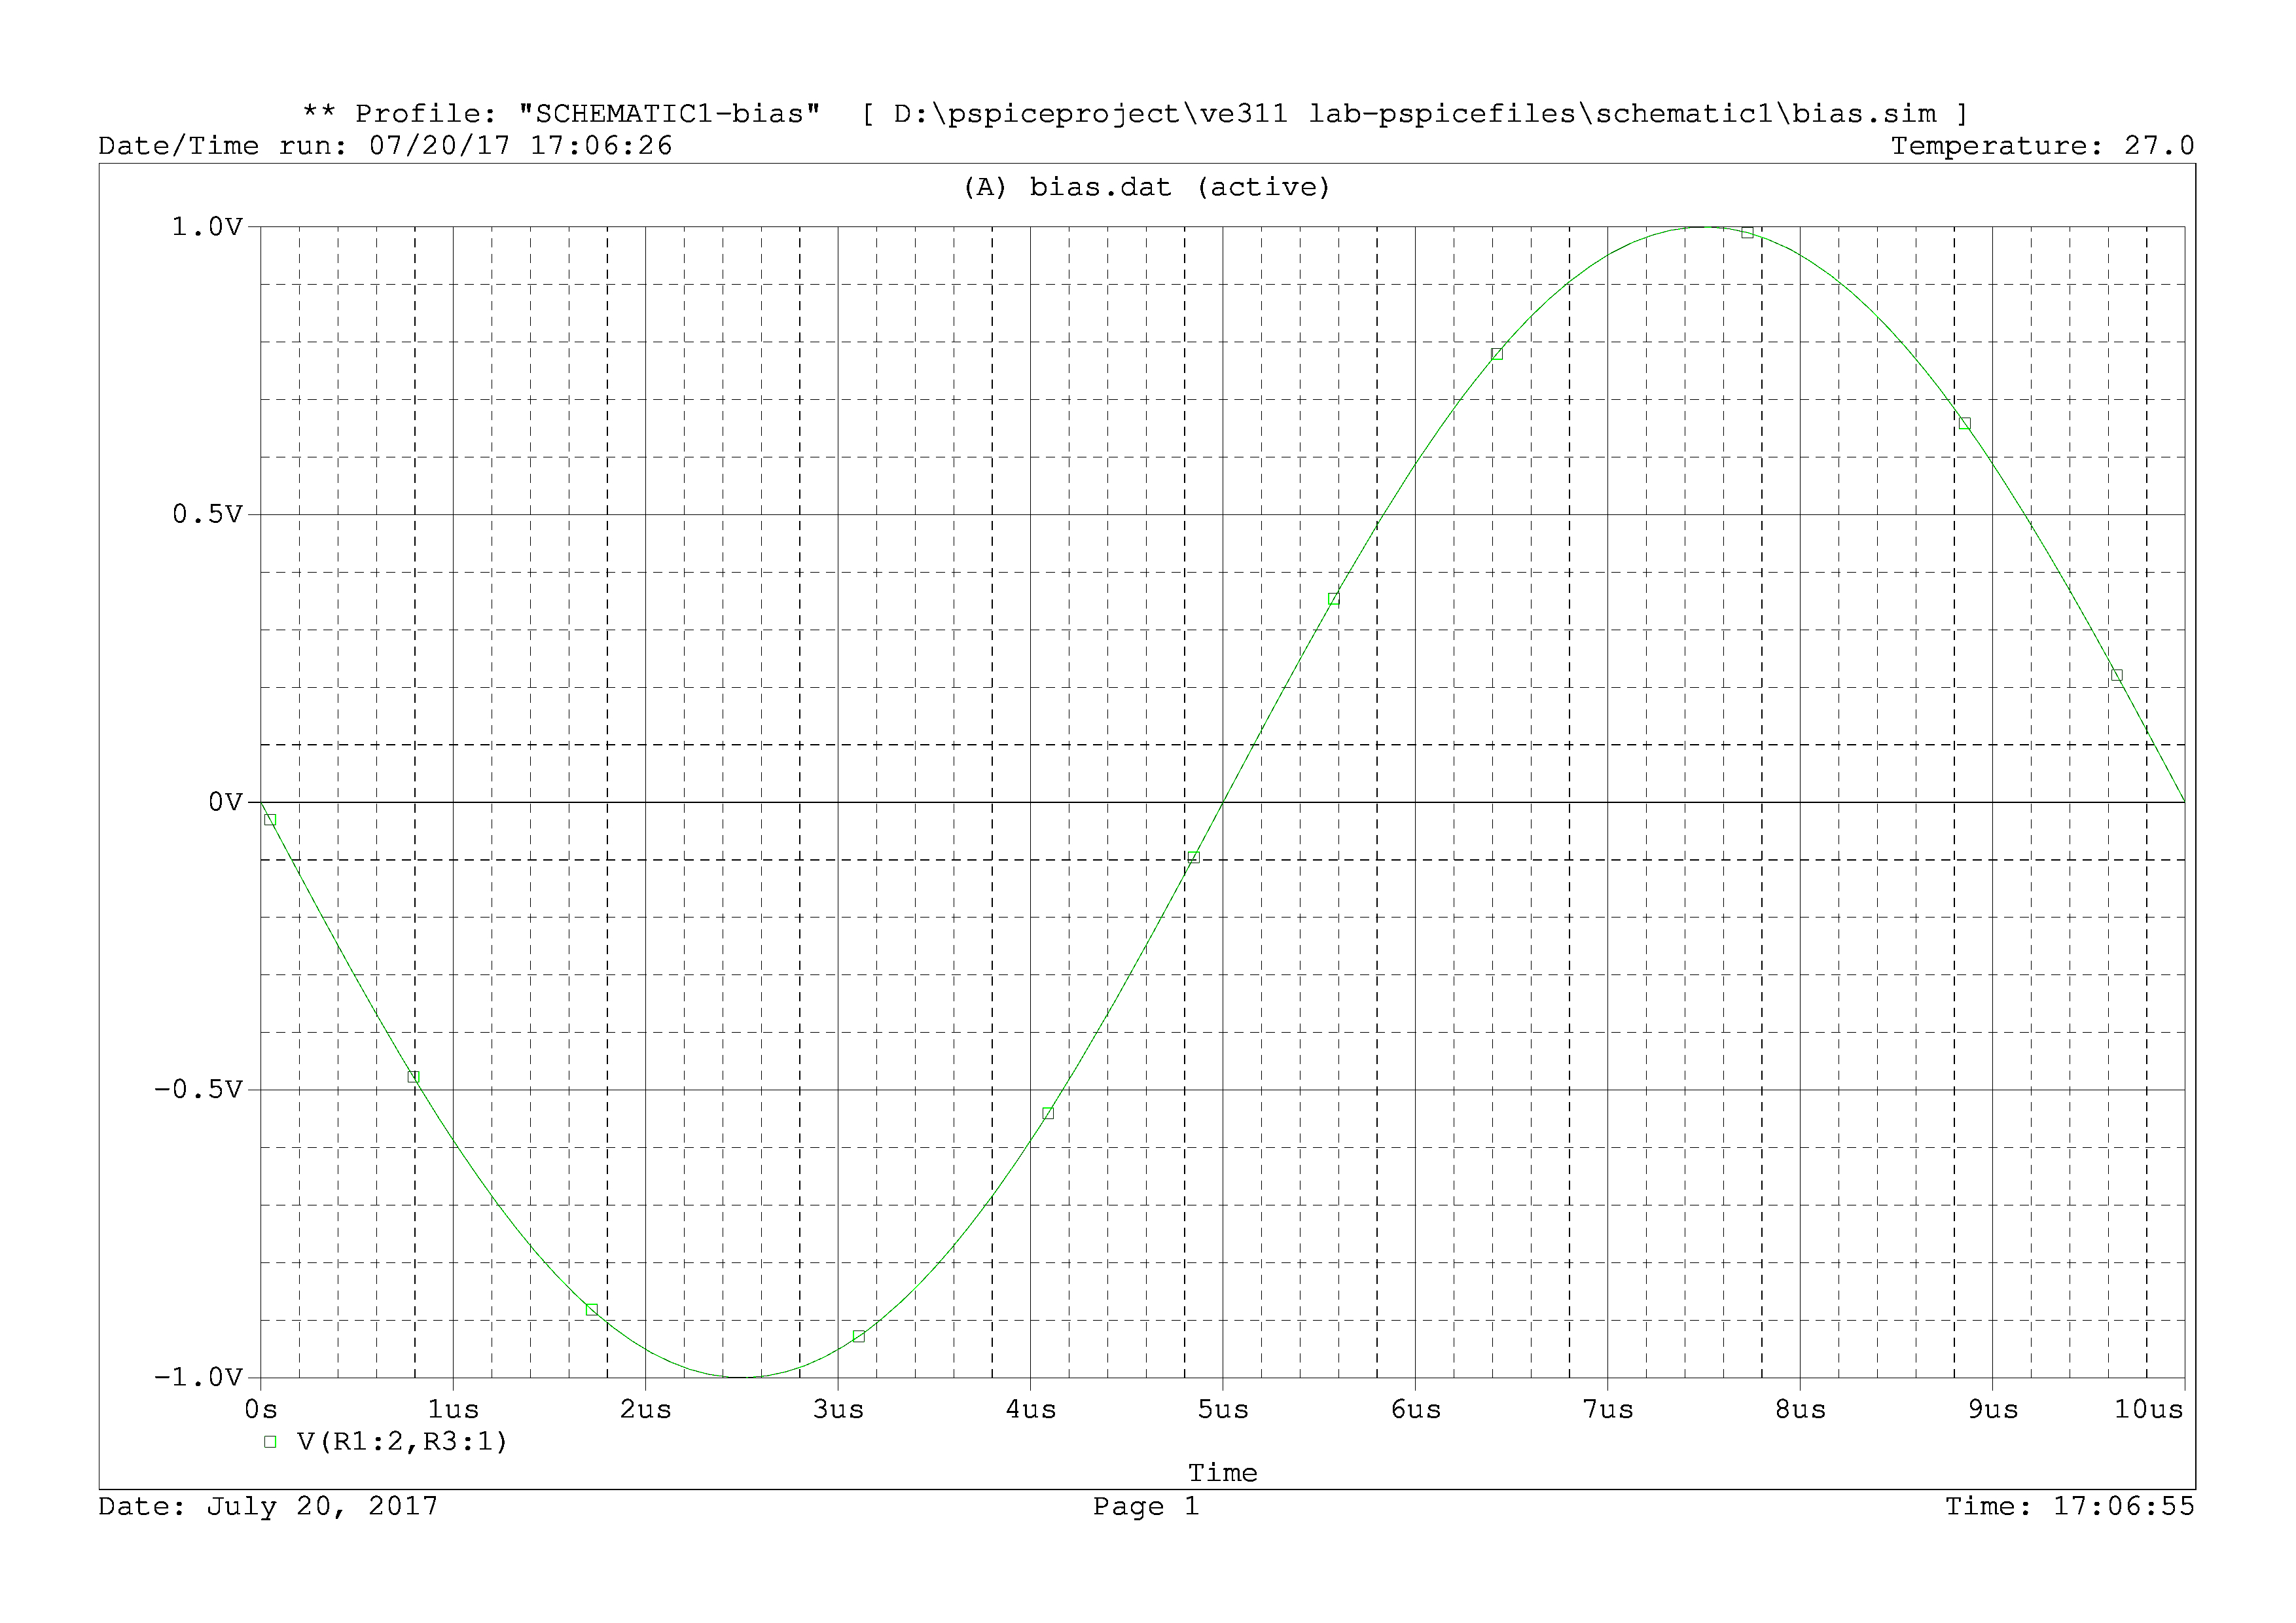 ** Profile: "SCHEMATIC1-bias"  [ D:\pspiceproject\ve311 lab-pspicefiles\schematic1\bias.sim ]
Date/Time run: 07/20/17 17:06:26 Temperature: 27.0
(A) bias.dat (active)
1.0V
0.5V
0V
-0.5V
-1.0V
0s 1us 2us 3us 4us 5us 6us 7us 8us 9us 10us
V(R1:2,R3:1)
Time
Date: July 20, 2017 Page 1 Time: 17:06:55